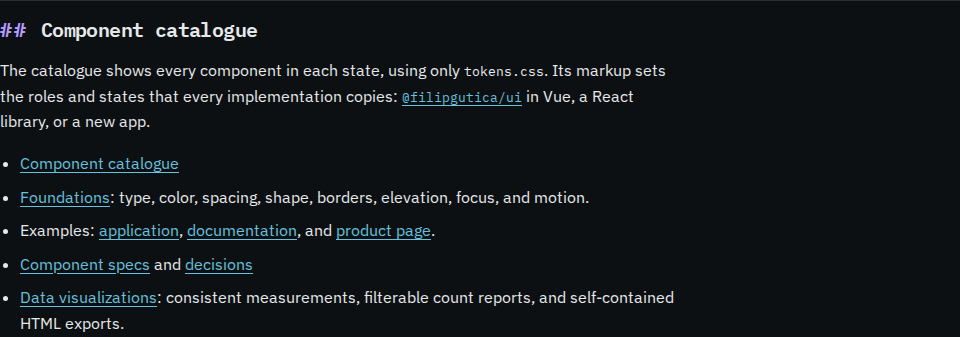 ## Component catalogue
The catalogue shows every component in each state, using only tokens.css. Its markup sets
the roles and states that every implementation copies: @filipgutica/ui in Vue, a React
library, or a new app.
• Component catalogue
• Foundations: type, color, spacing, shape, borders, elevation, focus, and motion.
• Examples: application, documentation, and product page.
• Component specs and decisions
• Data visualizations: consistent measurements, filterable count reports, and self-contained
HTML exports.